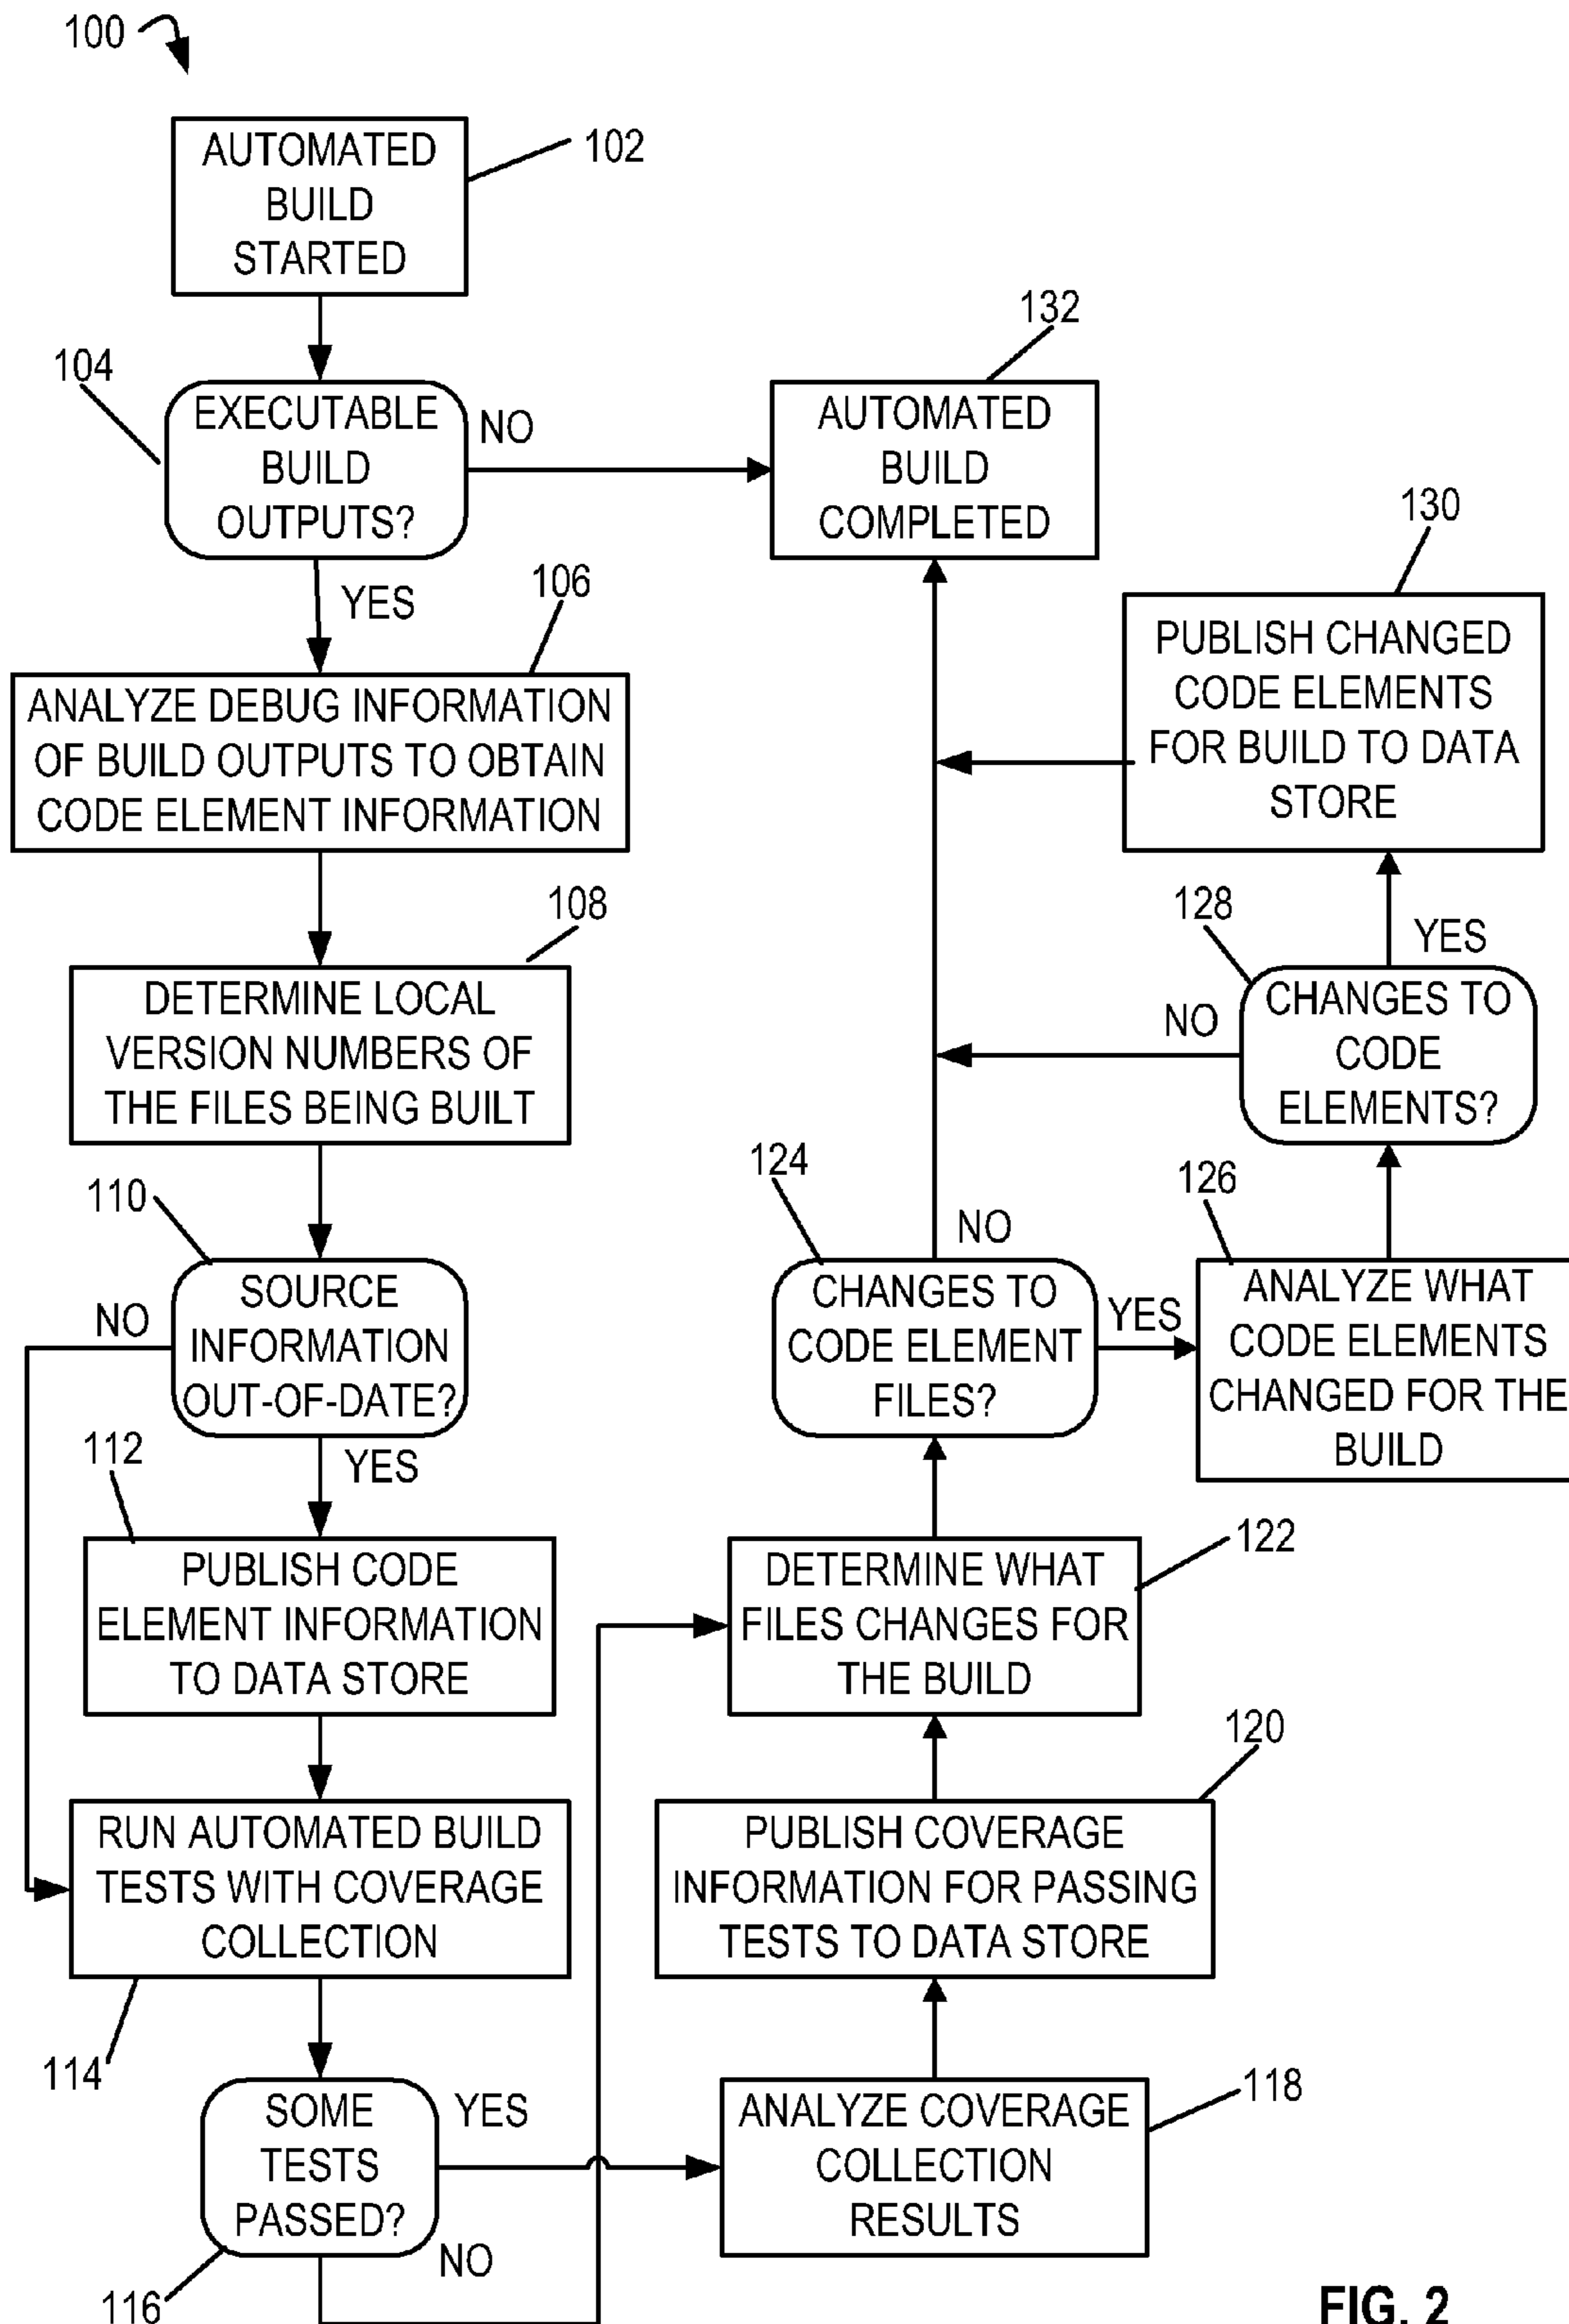 100
AUTOMATED
BUILD
STARTED
102
104
EXECUTABLE
BUILD
OUTPUTS?
NO
YES
132
AUTOMATED
BUILD
COMPLETED
106
ANALYZE DEBUG INFORMATION
OF BUILD OUTPUTS TO OBTAIN
CODE ELEMENT INFORMATION
108
DETERMINE LOCAL
VERSION NUMBERS OF
THE FILES BEING BUILT
110
SOURCE
INFORMATION
OUT-OF-DATE?
NO
YES
112
PUBLISH CODE
ELEMENT INFORMATION
TO DATA STORE
RUN AUTOMATED BUILD
TESTS WITH COVERAGE
COLLECTION
114
SOME
TESTS
PASSED?
YES
NO
116
118
ANALYZE COVERAGE
COLLECTION
RESULTS
120
PUBLISH COVERAGE
INFORMATION FOR PASSING
TESTS TO DATA STORE
122
DETERMINE WHAT
FILES CHANGES FOR
THE BUILD
124
CHANGES TO
CODE ELEMENT
FILES?
NO
YES
126
ANALYZE WHAT
CODE ELEMENTS
CHANGED FOR THE
BUILD
128
CHANGES TO
CODE
ELEMENTS?
NO
YES
130
PUBLISH CHANGED
CODE ELEMENTS
FOR BUILD TO DATA
STORE
FIG. 2